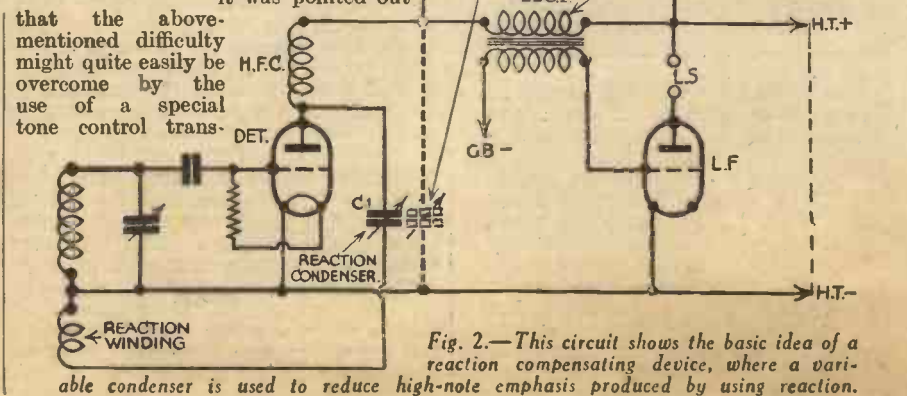 It was pointed out
that the above-
mentioned difficulty
might quite easily be
overcome by the
use of a special
tone control trans-
H.F.C.
DET.
GB-
H.T.+
L.S
L.F
C1
REACTION
CONDENSER
H.T.-
REACTION
WINDING
Fig. 2.—This circuit shows the basic idea of a
reaction compensating device, where a vari-
able condenser is used to reduce high-note emphasis produced by using reaction.